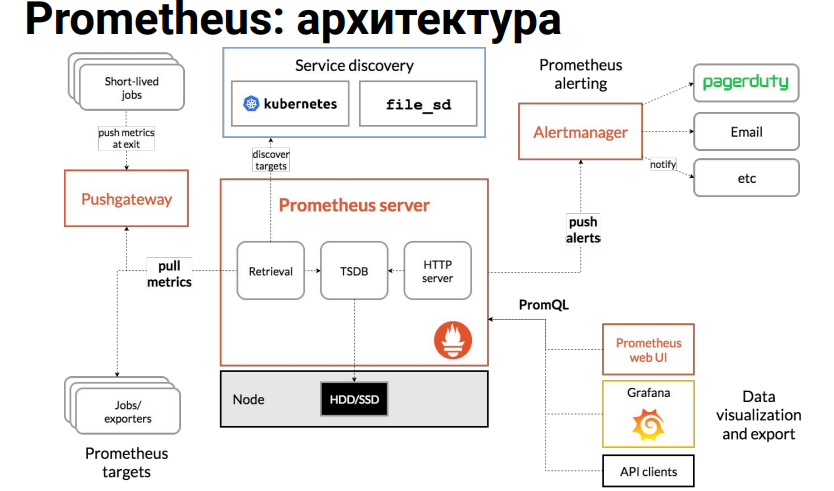 Prometheus: архитектура
Short-lived
jobs
push metrics
at exit
Pushgateway
pull
metrics
Jobs/
exporters
Prometheus
targets
Service discovery
kubernetes
file_sd
discover
targets
Prometheus server
Retrieval
TSDB
HTTP
server
Node
HDD/SSD
Prometheus
alerting
Alertmanager
pagerduty
Email
etc
notify
push
alerts
PromQL
Prometheus
web UI
Grafana
API clients
Data
visualization
and export